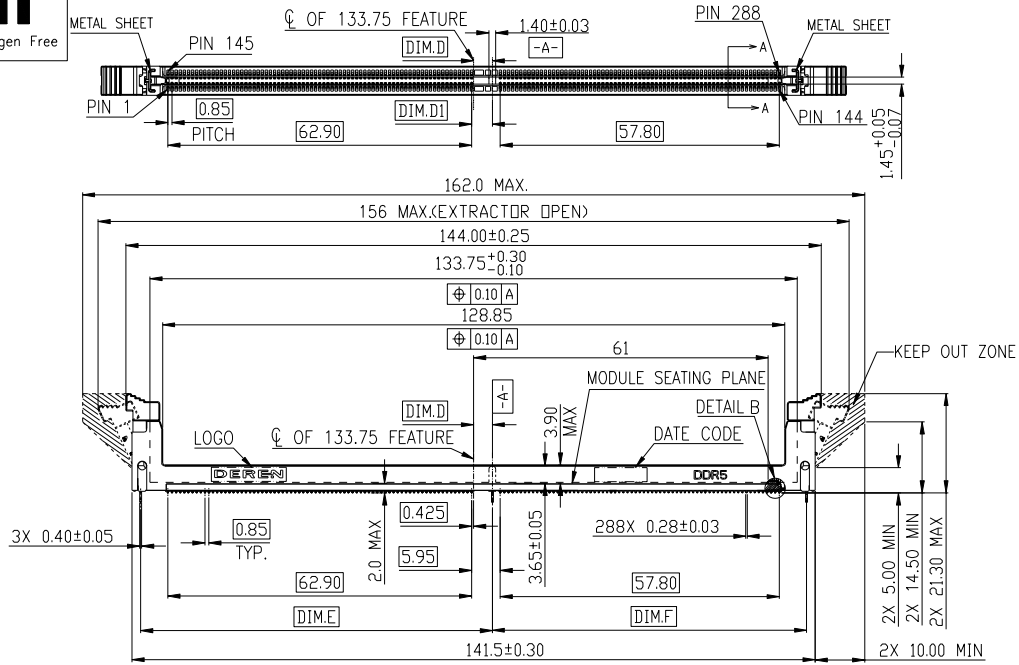 gen Free
METAL SHEET
PIN 145
℄ OF 133.75 FEATURE
DIM.D
1.40±0.03
-A-
PIN 288
METAL SHEET
A
A
PIN 1
0.85
PITCH
62.90
DIM.D1
57.80
PIN 144
1.45+0.05
-0.07
162.0 MAX.
156 MAX.(EXTRACTOR OPEN)
144.00±0.25
133.75+0.30
-0.10
⌖ 0.10 A
128.85
⌖ 0.10 A
61
KEEP OUT ZONE
MODULE SEATING PLANE
DIM.D
-A-
3.90
MAX
DETAIL B
LOGO
℄ OF 133.75 FEATURE
DATE CODE
DEREN
DDR5
3X 0.40±0.05
0.85
TYP.
2.0 MAX
0.425
5.95
3.65±0.05
288X 0.28±0.03
62.90
57.80
DIM.E
DIM.F
2X 5.00 MIN
2X 14.50 MIN
2X 21.30 MAX
141.5±0.30
2X 10.00 MIN